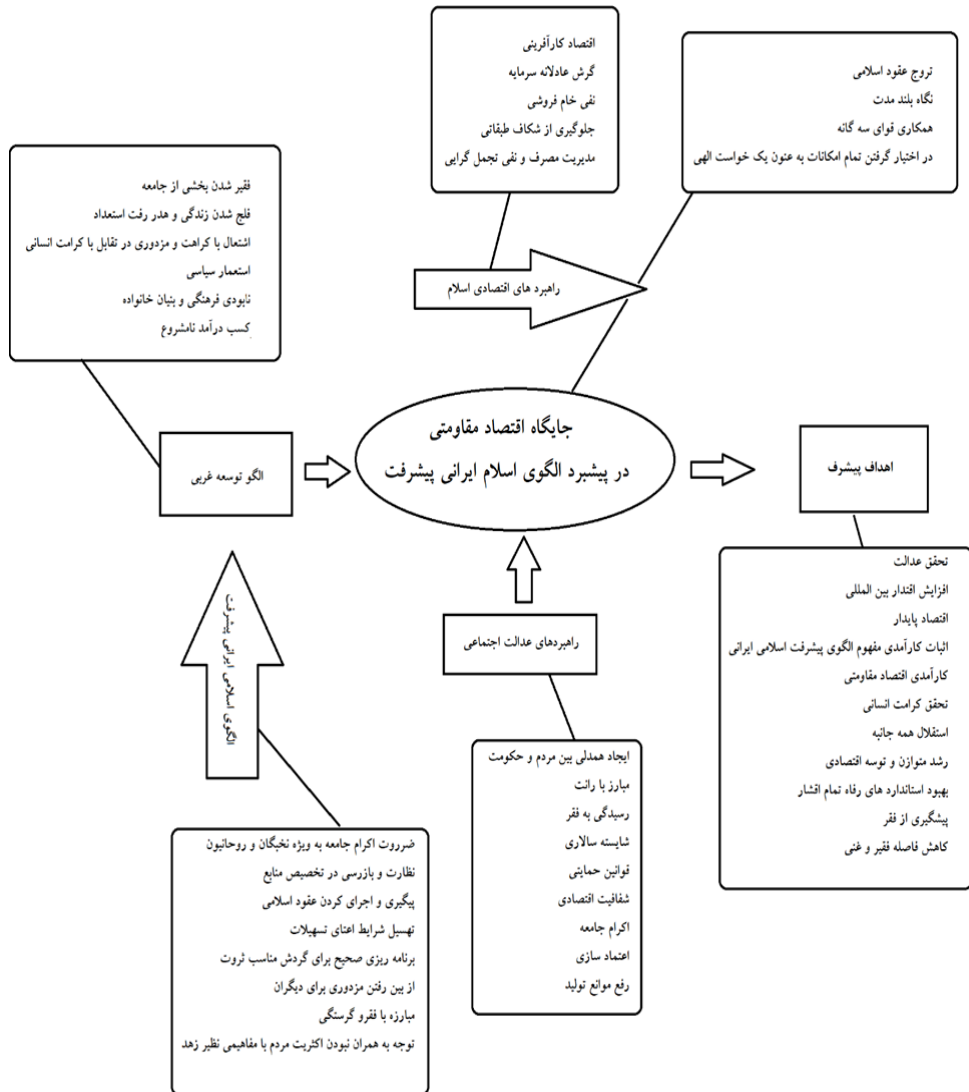 اقتصاد کارآفرینی
گرش عادلانه سرمایه
نفی خام فروشی
جلوگیری از شکاف طبقاتی
مدیریت مصرف و نفی تجمل گرایی
تروج عقود اسلامی
نگاه بلند مدت
همکاری قوای سه گانه
در اختیار گرفتن تمام امکانات به عنون یک خواست الهی
فقیر شدن بخشی از جامعه
فلج شدن زندگی و هدر رفت استعداد
اشتعال با کراهت و مزدوری در تقابل با کرامت انسانی
استعمار سیاسی
نابودی فرهنگی و بنیان خانواده
کسب درآمد نامشروع
راهبرد های اقتصادی اسلام
جایگاه اقتصاد مقاومتی
در پیشبرد الگوی اسلام ایرانی پیشرفت
الگو توسعه غربی
اهداف پیشرف
تحقق عدالت
افزایش اقتدار بین المللی
اقتصاد پایدار
اثبات کارآمدی مفهوم الگوی پیشرفت اسلامی ایرانی
کارآمدی اقتصاد مقاومتی
تحقق کرامت انسانی
استقلال همه جانبه
رشد متوازن و توسه اقتصادی
بهبود استاندارد های رفاه تمام اقشار
پیشگیری از فقر
کاهش فاصله فقیر و غنی
راهبردهای عدالت اجتماعی
ایجاد همدلی بین مردم و حکومت
مبارز با رانت
رسیدگی به فقر
شایسته سالاری
قوانین حمایتی
شفافیت اقتصادی
اکرام جامعه
اعتماد سازی
رفع موانع تولید
الگوی اسلامی ایرانی پیشرفت
ضرروت اکرام جامعه به ویژه نخبگان و روحانیون
نظارت و بازرسی در تخصیص منابع
پیگیری و اجرای کردن عقود اسلامی
تهسیل شرایط اعتای تسهیلات
برنامه ریزی صحیح برای گردش مناسب ثروت
از بین رفتن مزدوری برای دیگران
مبارزه با فقرو گرسنگی
توجه به همران نبودن اکثریت مردم با مفاهیمی نظیر زهد